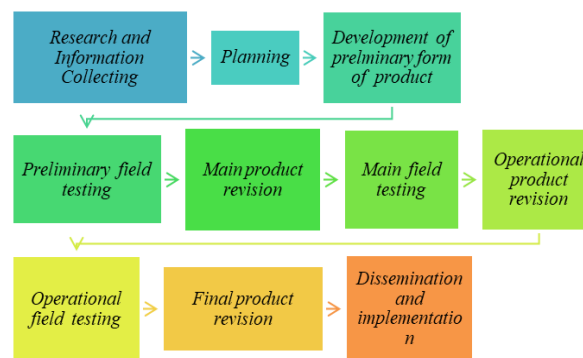 Research and
Information
Collecting
Planning
Development of
prelminary form
of product
Preliminary field
testing
Main product
revision
Main field
testing
Operational
product
revision
Operational
field testing
Final product
revision
Dissemination
and
implementatio
n